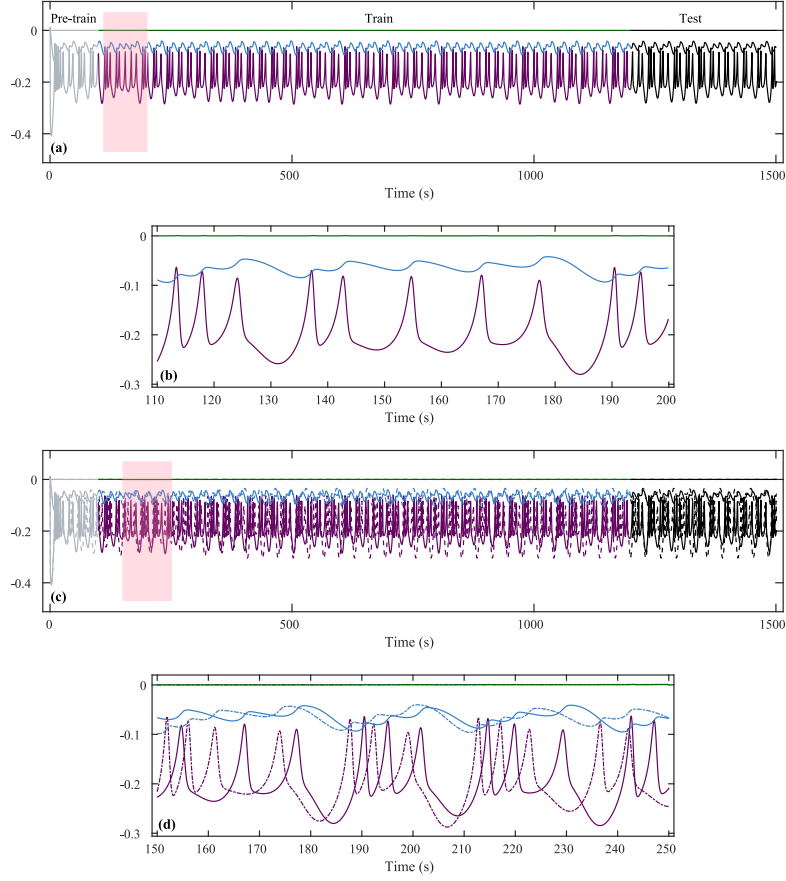 Pre-train Train Test
0
-0.2
-0.4
(a)
0 500 1000 1500
Time (s)
0
-0.1
-0.2
-0.3
(b)
110 120 130 140 150 160 170 180 190 200
Time (s)
0
-0.2
-0.4
(c)
0 500 1000 1500
Time (s)
0
-0.1
-0.2
-0.3
(d)
150 160 170 180 190 200 210 220 230 240 250
Time (s)